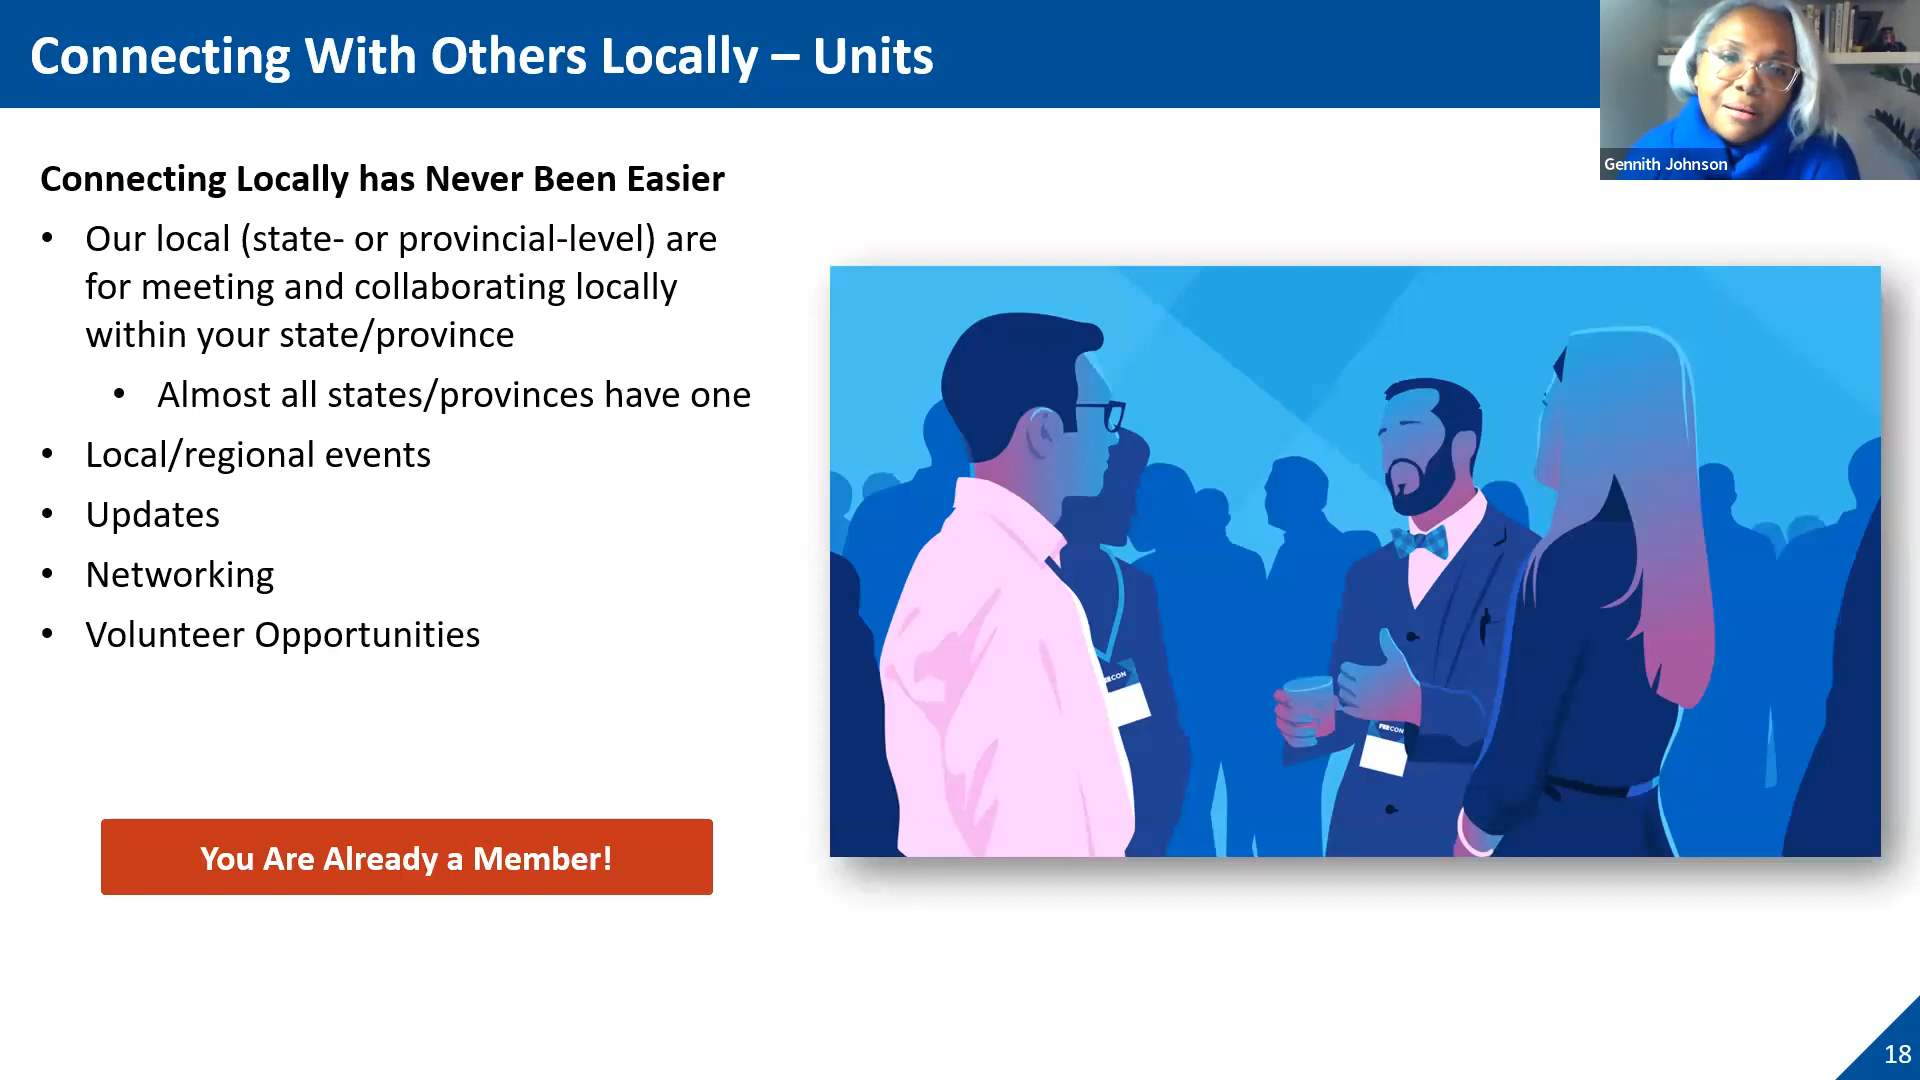 Connecting With Others Locally – Units
Gennith Johnson
Connecting Locally has Never Been Easier
• Our local (state- or provincial-level) are
for meeting and collaborating locally
within your state/province
• Almost all states/provinces have one
• Local/regional events
• Updates
• Networking
• Volunteer Opportunities
You Are Already a Member!
18